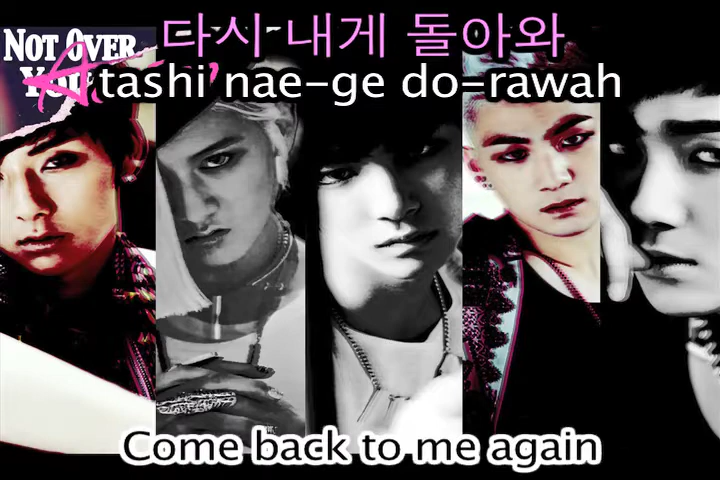 NOT OVER
다시 내게 돌아와
tashi nae-ge do-rawah
Come back to me again